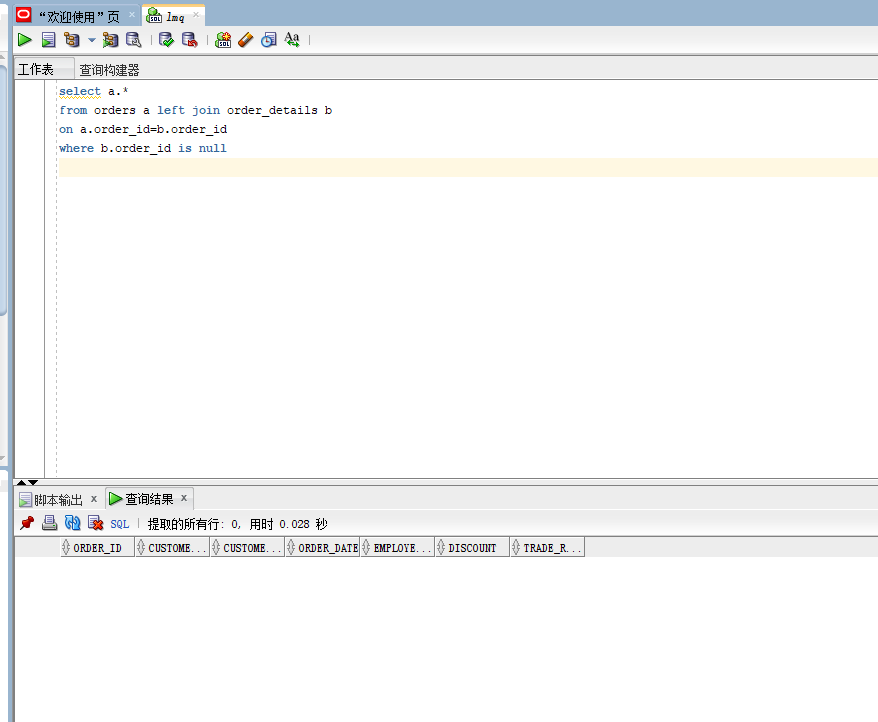 “欢迎使用”页 × lmq ×
工作表 查询构建器
select a.*
from orders a left join order_details b
on a.order_id=b.order_id
where b.order_id is null
脚本输出 × 查询结果 ×
SQL | 提取的所有行: 0, 用时 0.028 秒
ORDER_ID CUSTOME... CUSTOME... ORDER_DATE EMPLOYE... DISCOUNT TRADE_R...